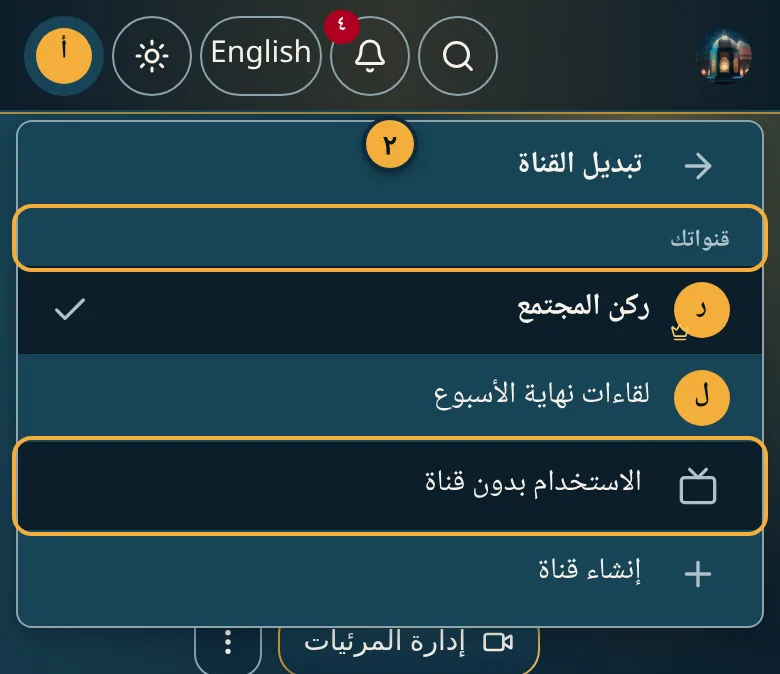 أ
English
٤
٢
تبديل القناة
قنواتك
ر
ركن المجتمع
ل
لقاءات نهاية الأسبوع
الاستخدام بدون قناة
إنشاء قناة
إدارة المرئيات